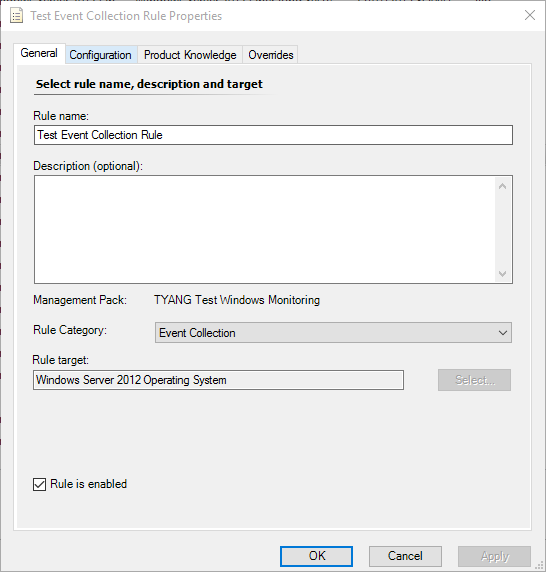 Test Event Collection Rule Properties
General Configuration Product Knowledge Overrides
Select rule name, description and target
Rule name:
Test Event Collection Rule
Description (optional):
Management Pack: TYANG Test Windows Monitoring
Rule Category: Event Collection
Rule target:
Windows Server 2012 Operating System Select...
Rule is enabled
OK Cancel Apply